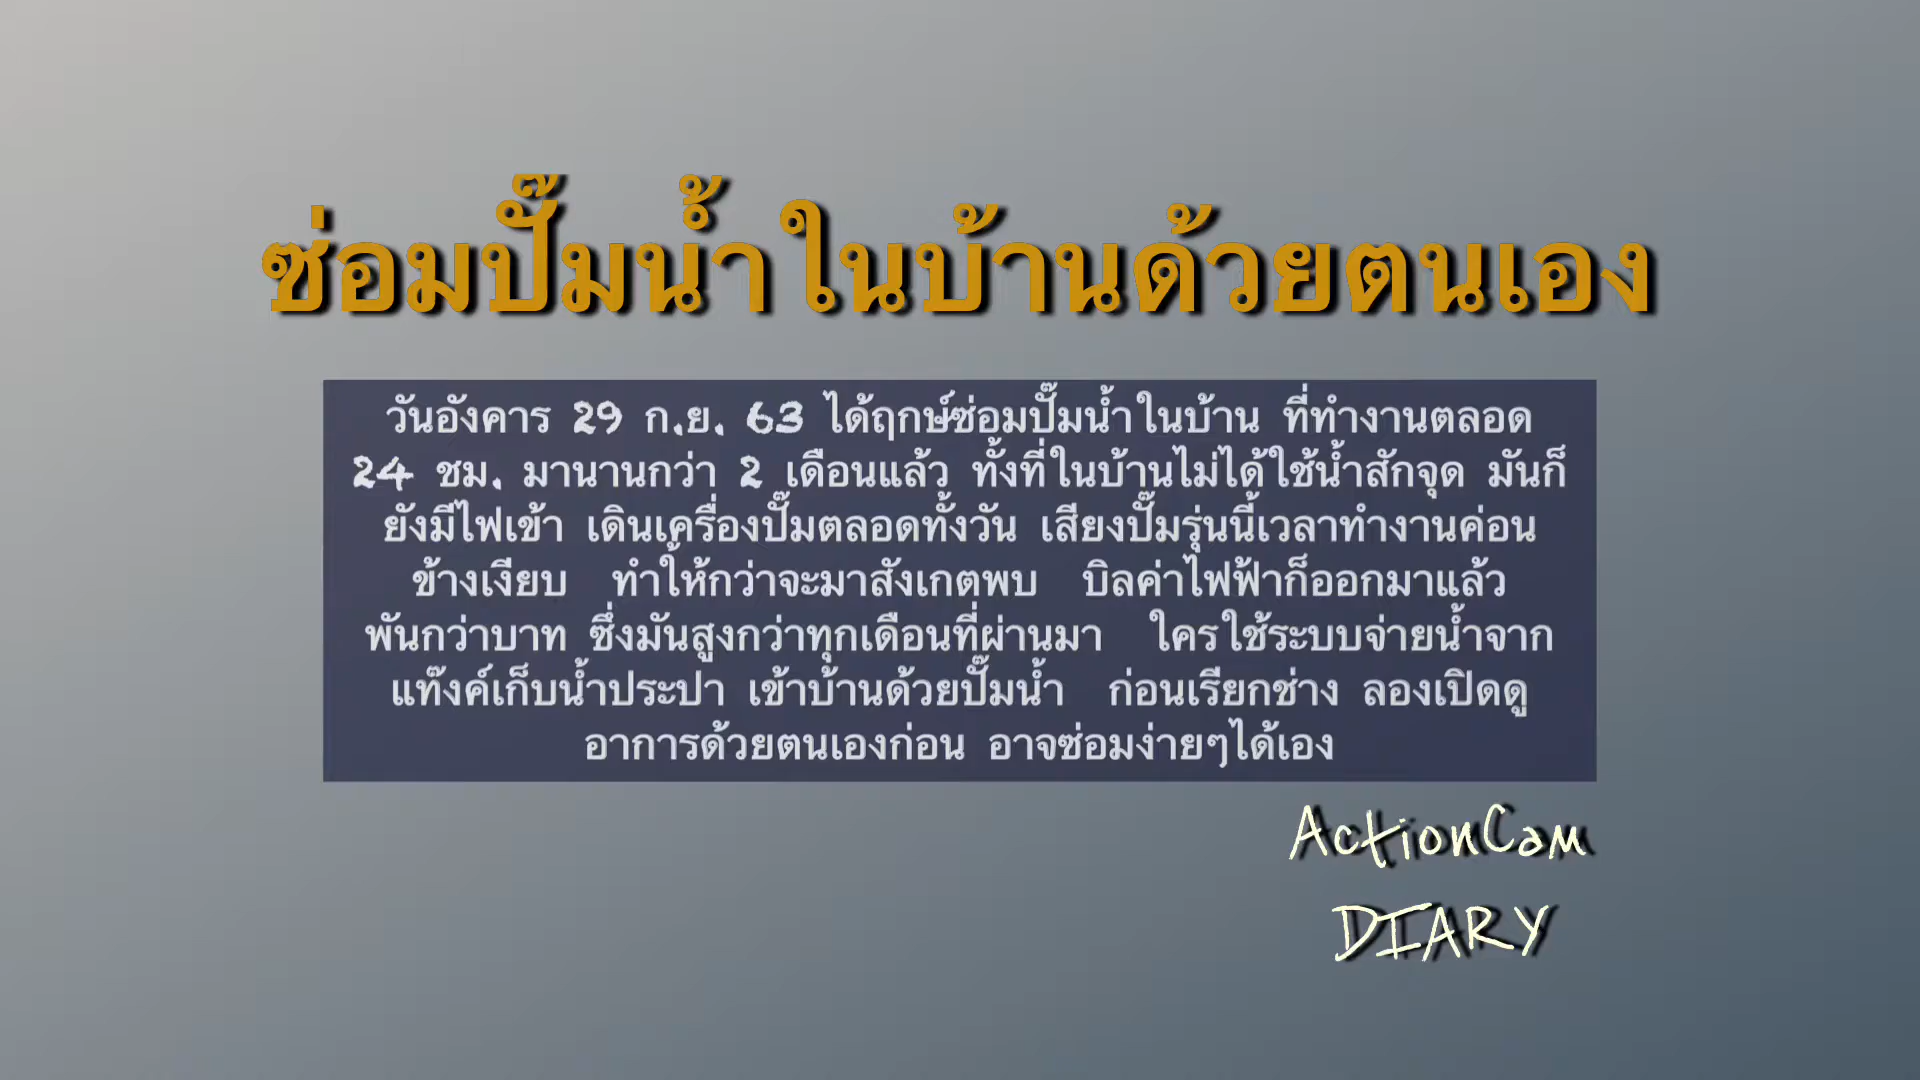 ซ่อมปั๊มน้ำในบ้านด้วยตนเอง
วันอังคาร 29 ก.ย. 63 ได้ฤกษ์ซ่อมปั๊มน้ำในบ้าน ที่ทำงานตลอด
24 ชม. มานานกว่า 2 เดือนแล้ว ทั้งที่ในบ้านไม่ได้ใช้น้ำสักจุด มันก็
ยังมีไฟเข้า เดินเครื่องปั๊มตลอดทั้งวัน เสียงปั๊มรุ่นนี้เวลาทำงานค่อน
ข้างเงียบ ทำให้กว่าจะมาสังเกตพบ บิลค่าไฟฟ้าก็ออกมาแล้ว
พันกว่าบาท ซึ่งมันสูงกว่าทุกเดือนที่ผ่านมา ใครใช้ระบบจ่ายน้ำจาก
แท๊งค์เก็บน้ำประปา เข้าบ้านด้วยปั๊มน้ำ ก่อนเรียกช่าง ลองเปิดดู
อาการด้วยตนเองก่อน อาจซ่อมง่ายๆได้เอง
ActionCam
DIARY